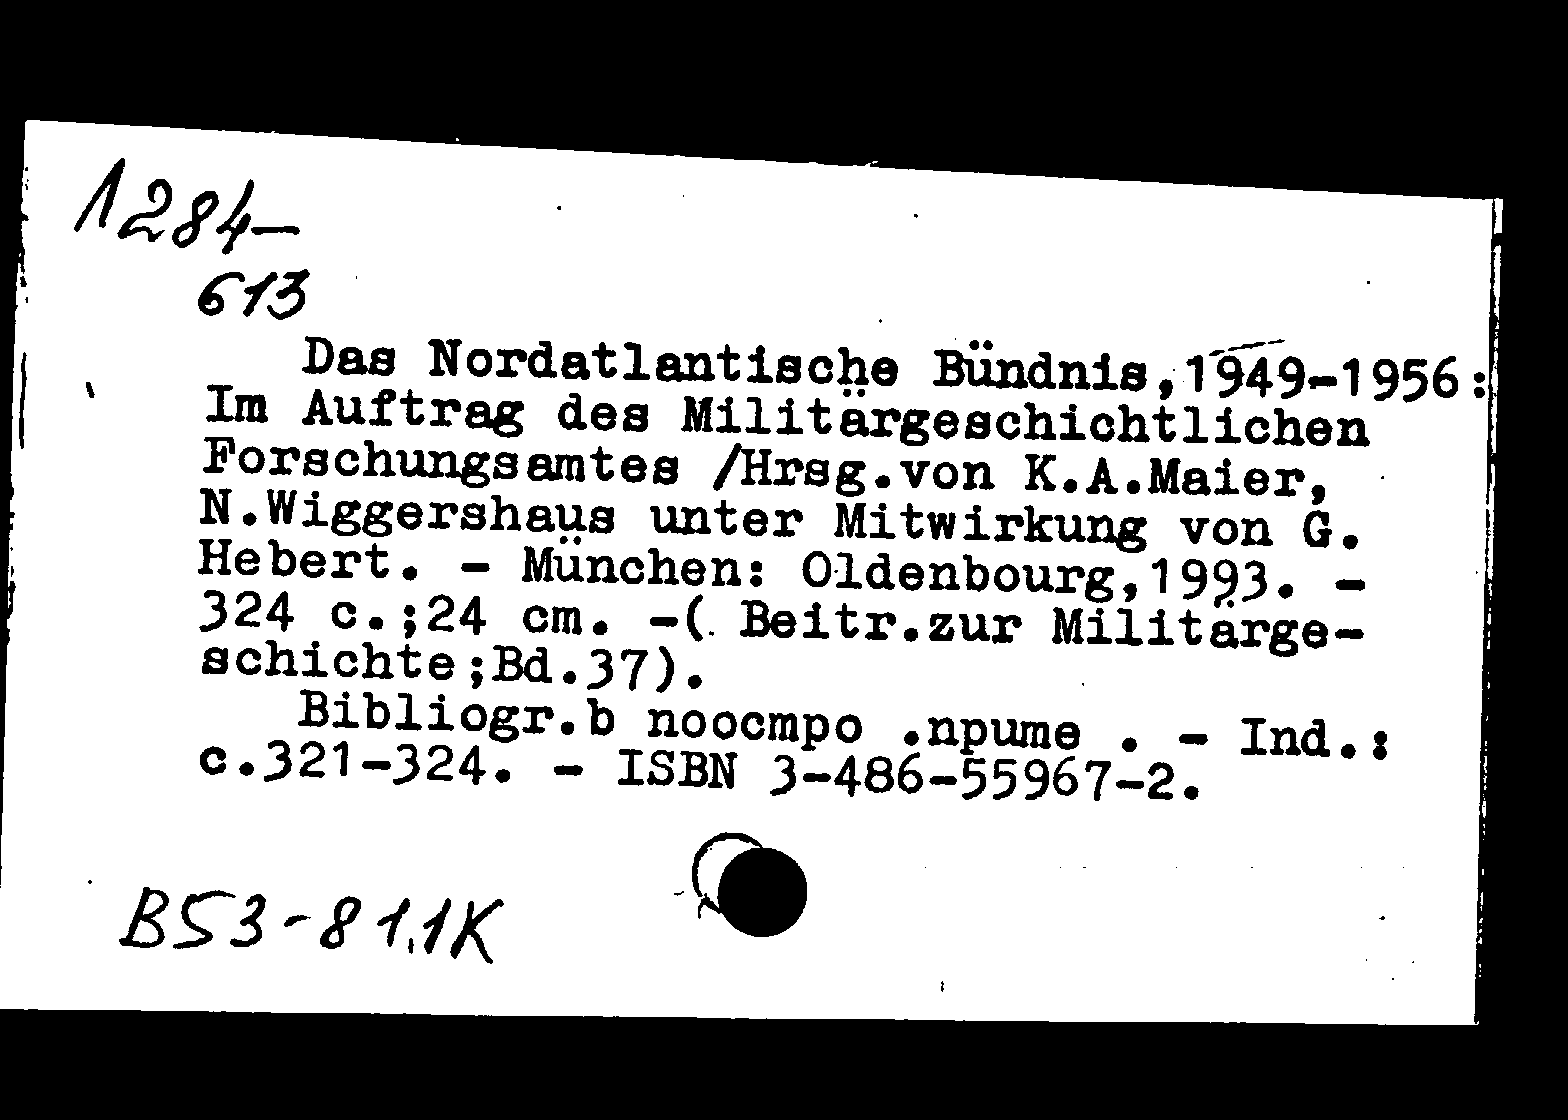 1284-
613
Das Nordatlantische Bündnis,1949-1956:
Im Auftrag des Militärgeschichtlichen
Forschungsamtes /Hrsg.von K.A.Maier,
N.Wiggershaus unter Mitwirkung von G.
Hebert. - München: Oldenbourg,1993. -
324 c.;24 cm. -( Beitr.zur Militärge-
schichte;Bd.37).
Bibliogr.b noocmpo .npume . - Ind.:
c.321-324. - ISBN 3-486-55967-2.
B53-81.1K